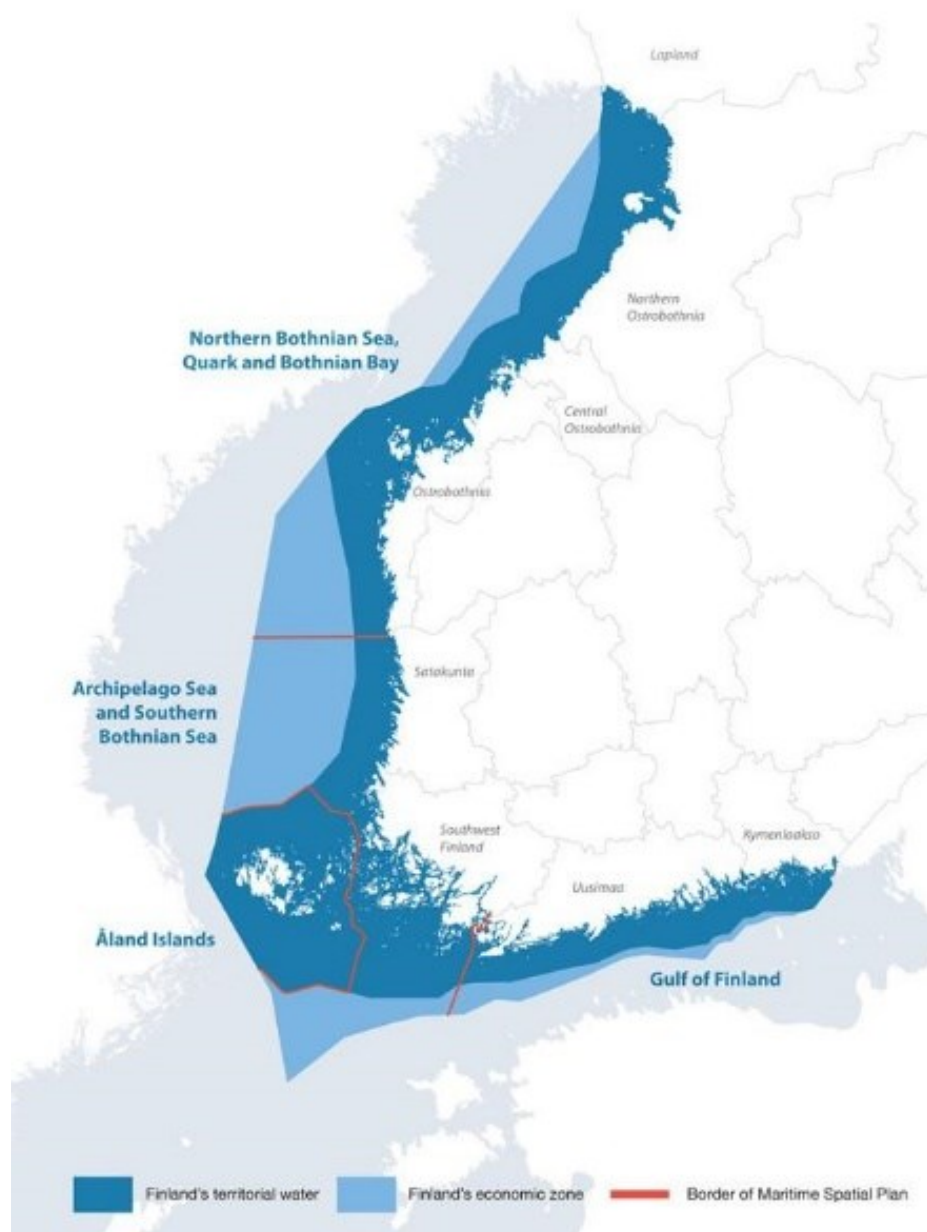 Lapland
Northern
Ostrobothnia
Northern Bothnian Sea,
Quark and Bothnian Bay
Central
Ostrobothnia
Ostrobothnia
Satakunta
Archipelago Sea
and Southern
Bothnian Sea
Southwest
Finland
Kymenlaakso
Uusimaa
Åland Islands
Gulf of Finland
Finland's territorial water
Finland's economic zone
Border of Maritime Spatial Plan